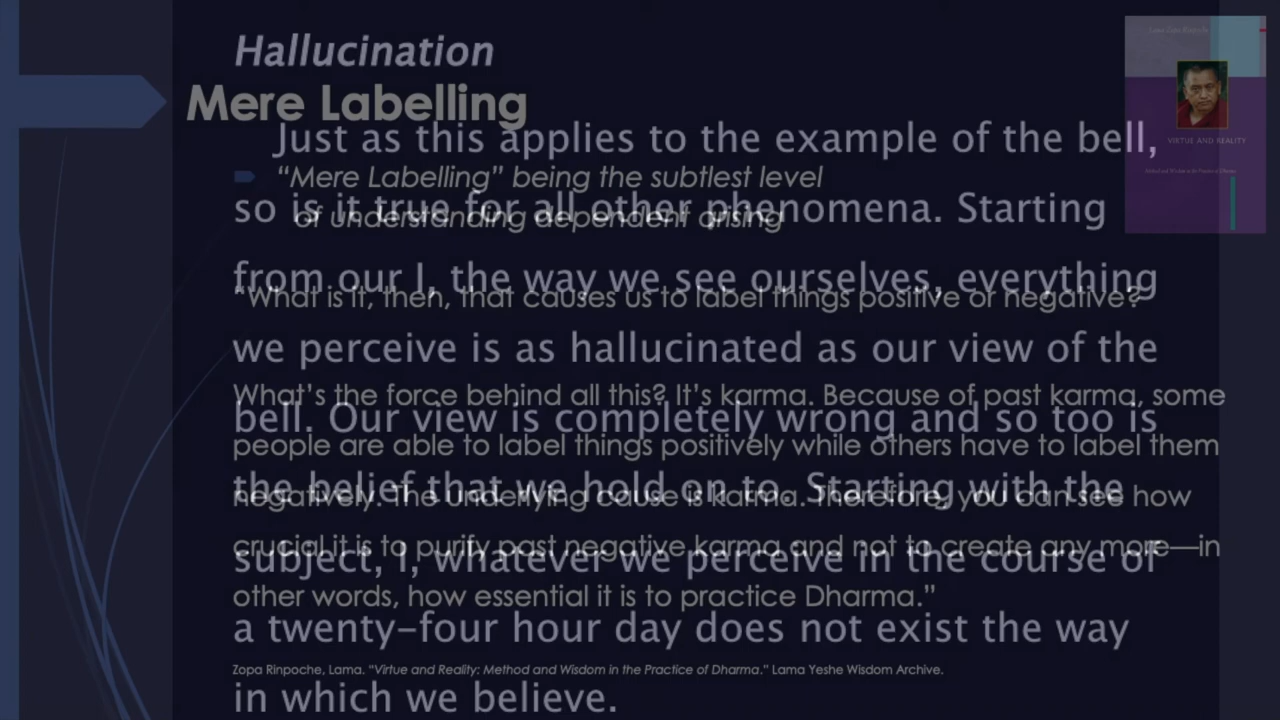 Hallucination
Mere Labelling
Just as this applies to the example of the bell,
“Mere Labelling” being the subtlest level
so is it true for all other phenomena. Starting
of understanding dependent arising
from our I, the way we see ourselves, everything
“What is it, then, that causes us to label things positive or negative?
we perceive is as hallucinated as our view of the
What’s the force behind all this? It’s karma. Because of past karma, some
bell. Our view is completely wrong and so too is
people are able to label things positively while others have to label them
the belief that we hold on to. Starting with the
negatively. The underlying cause is karma. Therefore, you can see how
crucial it is to purify past negative karma and not to create any more—in
subject, I, whatever we perceive in the course of
other words, how essential it is to practice Dharma.”
a twenty-four hour day does not exist the way
Zopa Rinpoche, Lama. “Virtue and Reality: Method and Wisdom in the Practice of Dharma.” Lama Yeshe Wisdom Archive.
in which we believe.
Lama Zopa Rinpoche
VIRTUE AND REALITY